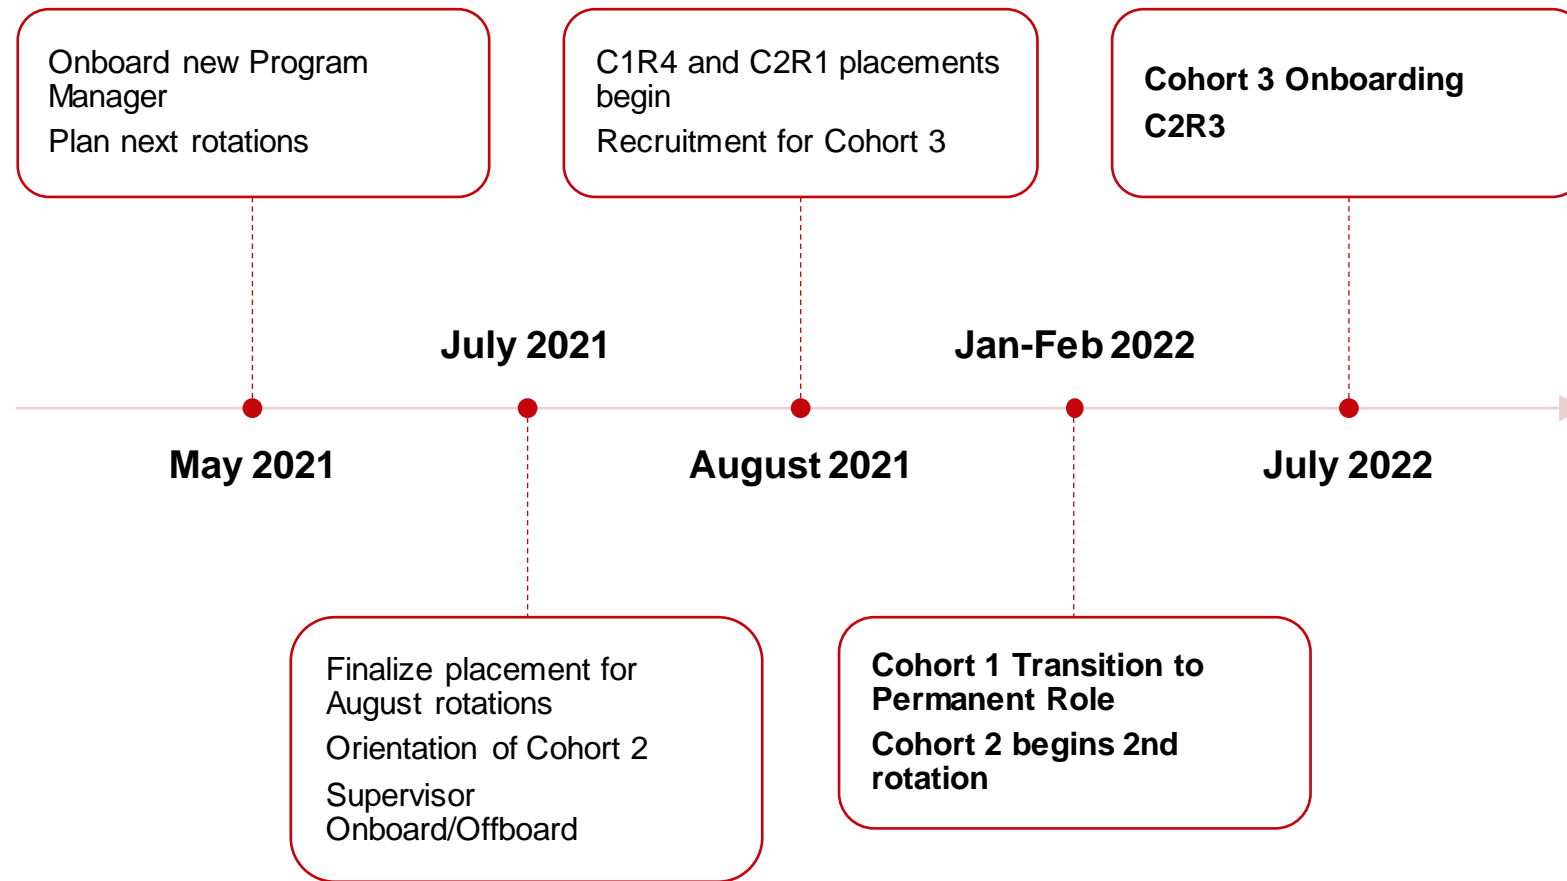 Onboard new Program
Manager
Plan next rotations
C1R4 and C2R1 placements
begin
Recruitment for Cohort 3
Cohort 3 Onboarding
C2R3
July 2021
Jan-Feb 2022
May 2021
August 2021
July 2022
Finalize placement for
August rotations
Orientation of Cohort 2
Supervisor
Onboard/Offboard
Cohort 1 Transition to
Permanent Role
Cohort 2 begins 2nd
rotation